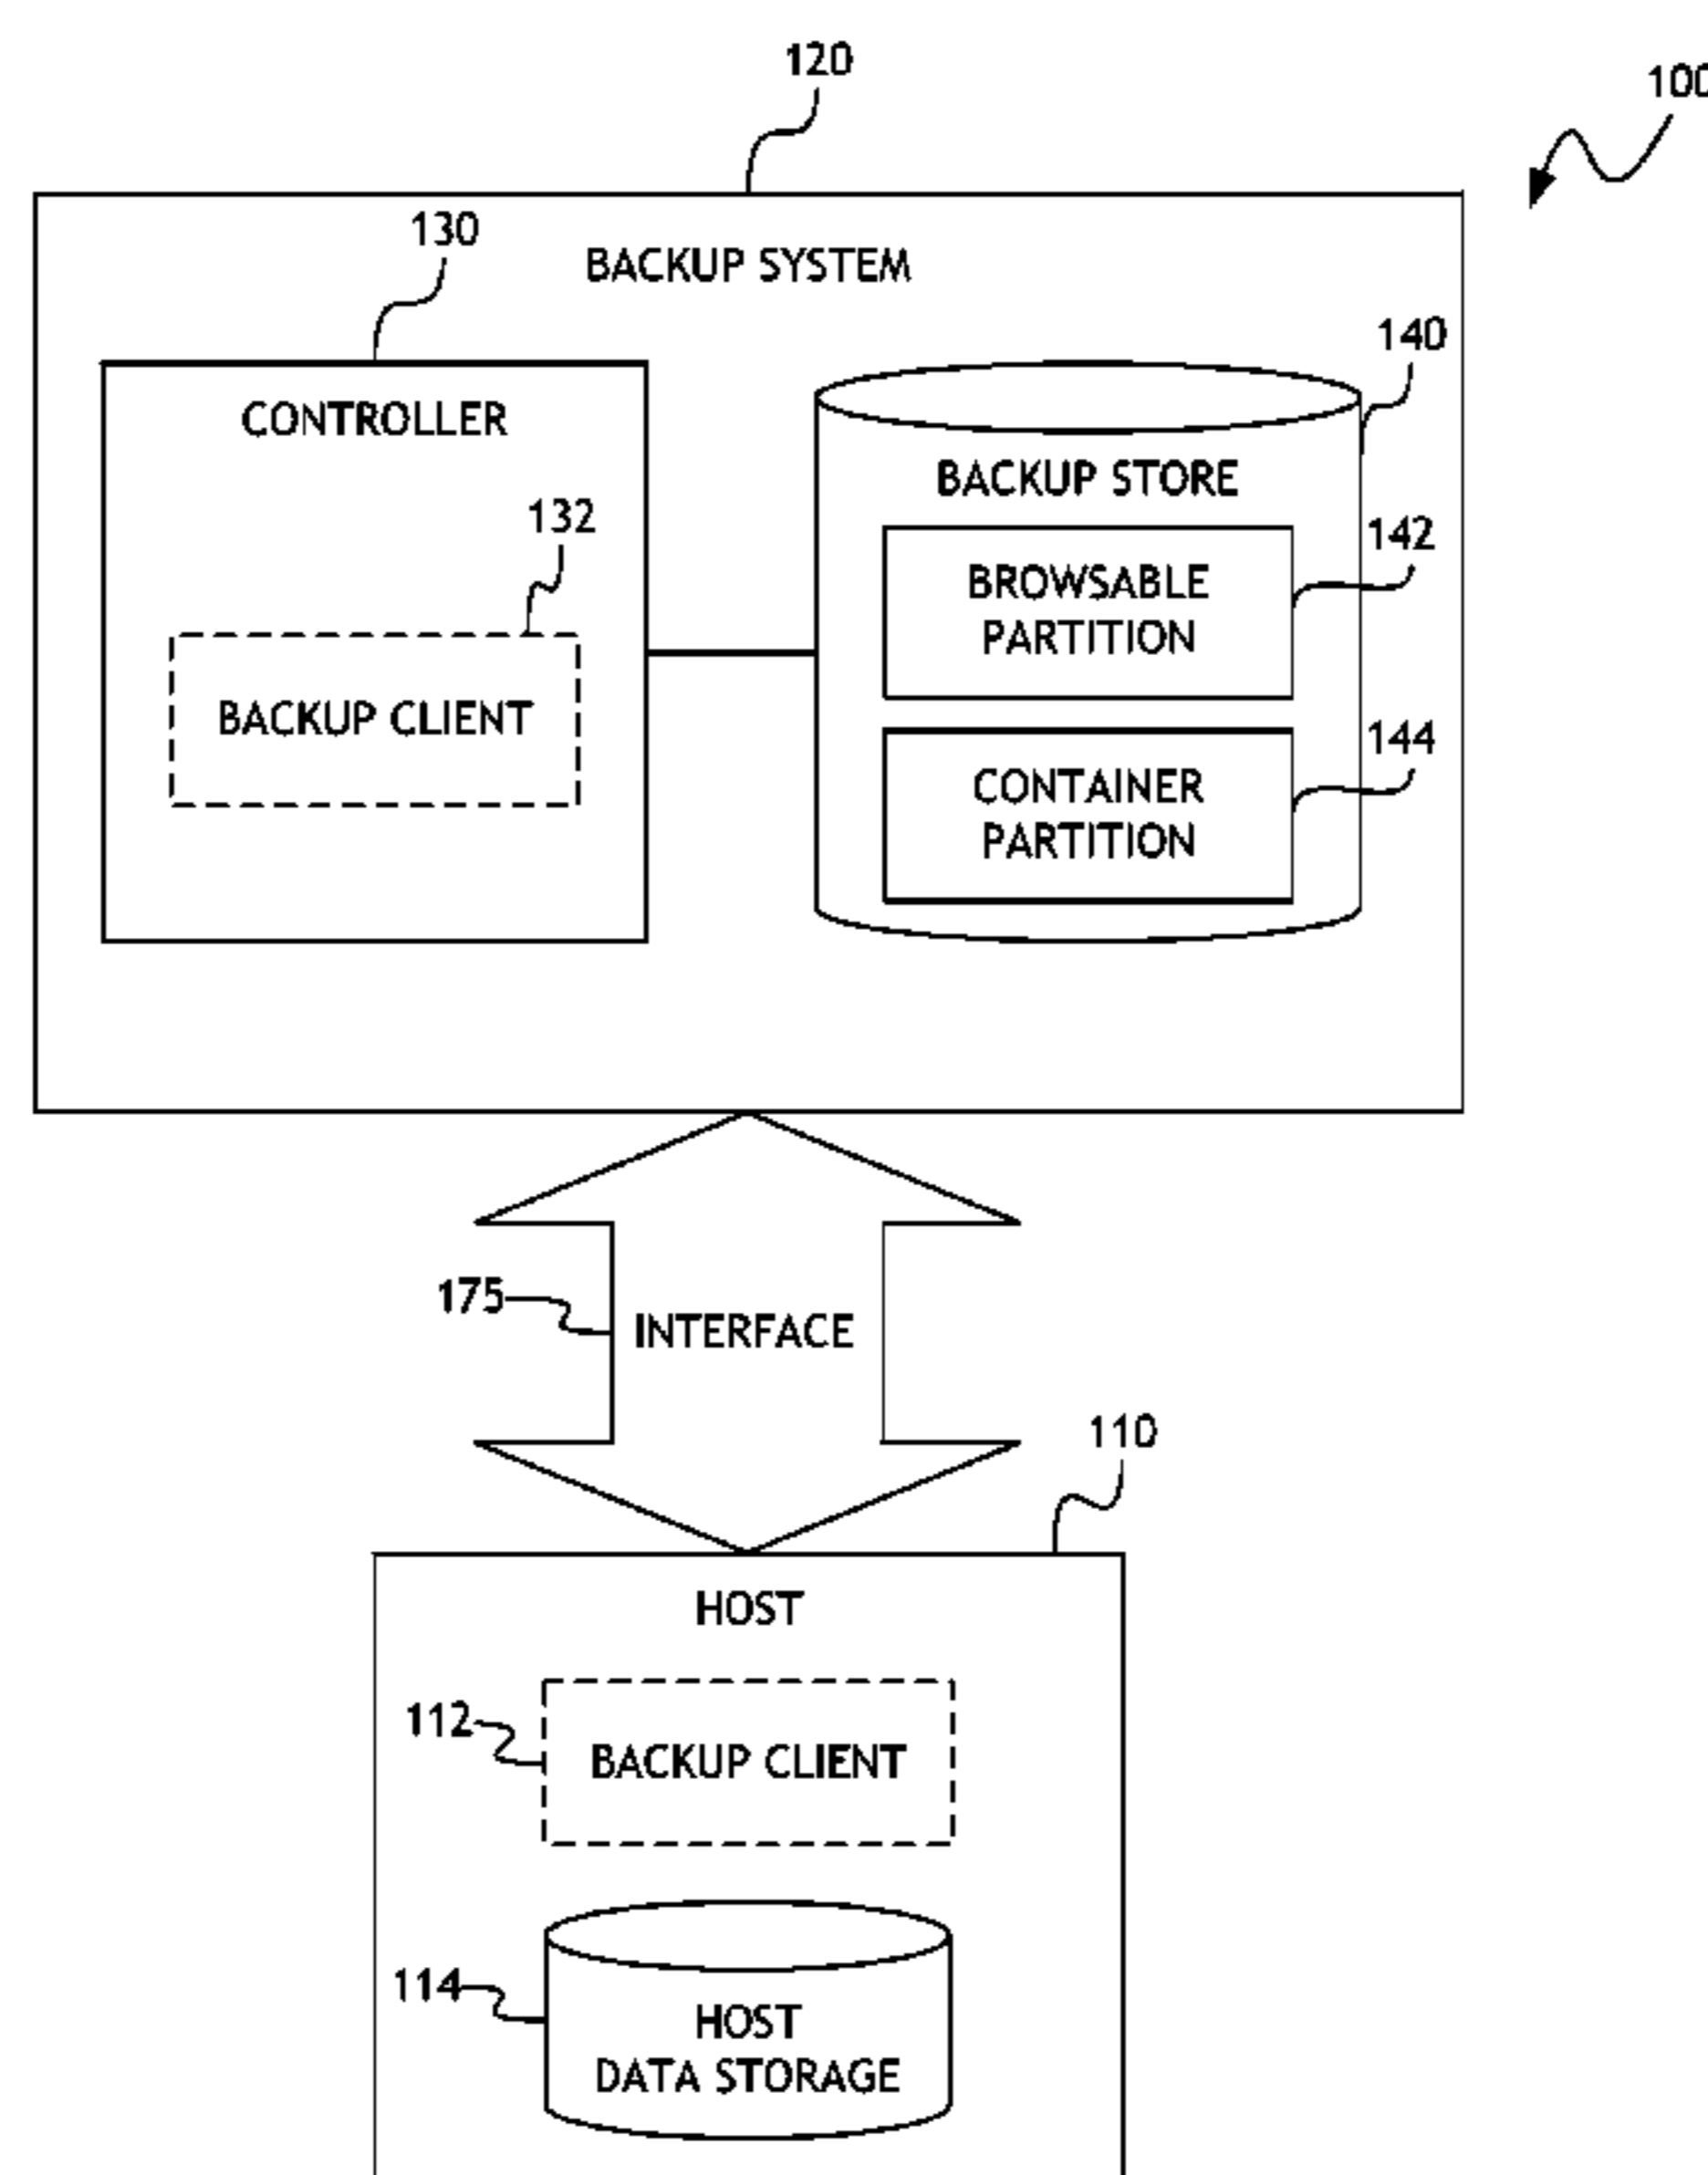 120
100
130
BACKUP SYSTEM
140
CONTROLLER
BACKUP STORE
132
142
BROWSABLE
PARTITION
BACKUP CLIENT
144
CONTAINER
PARTITION
175
INTERFACE
110
HOST
112
BACKUP CLIENT
114
HOST
DATA STORAGE